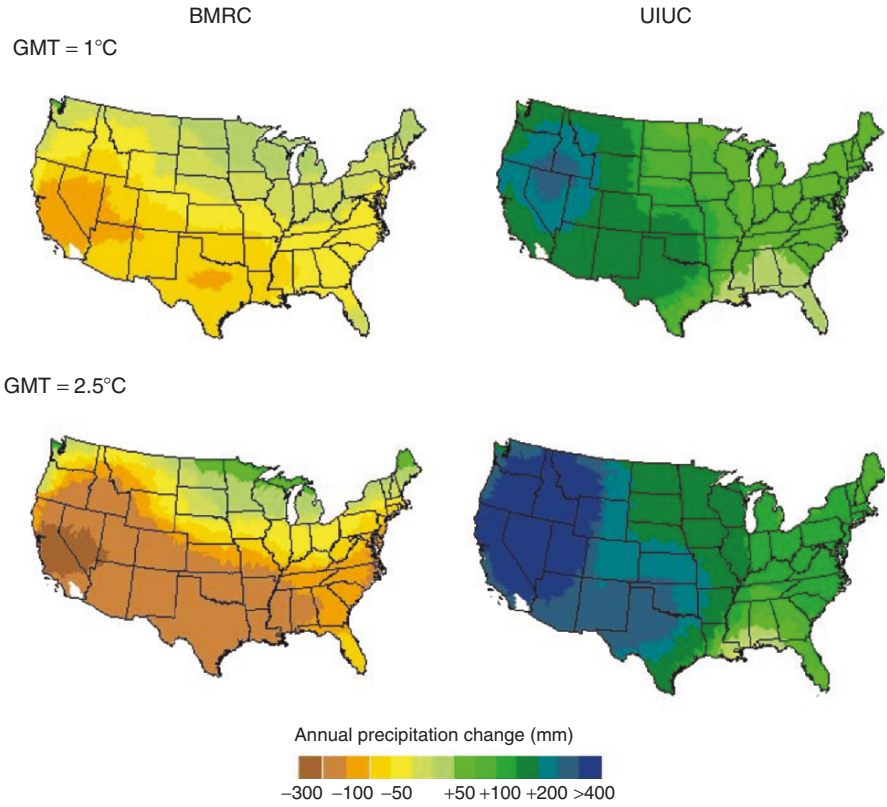 BMRC UIUC
GMT = 1°C
GMT = 2.5°C
Annual precipitation change (mm)
−300 −100 −50 +50 +100 +200 >400